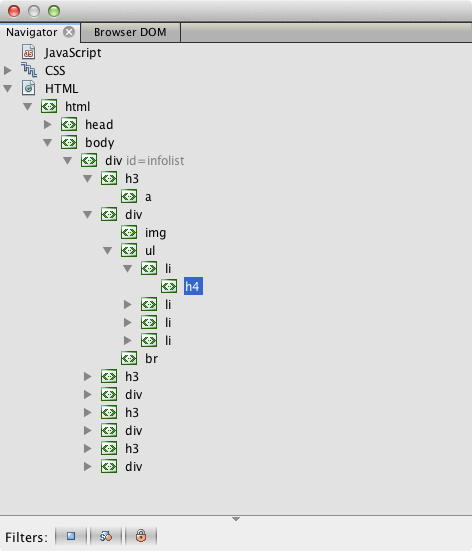 Navigator Browser DOM
JavaScript
CSS
HTML
html
head
body
div id=infolist
h3
a
div
img
ul
li
h4
li
li
li
br
h3
div
h3
div
h3
div
Filters: